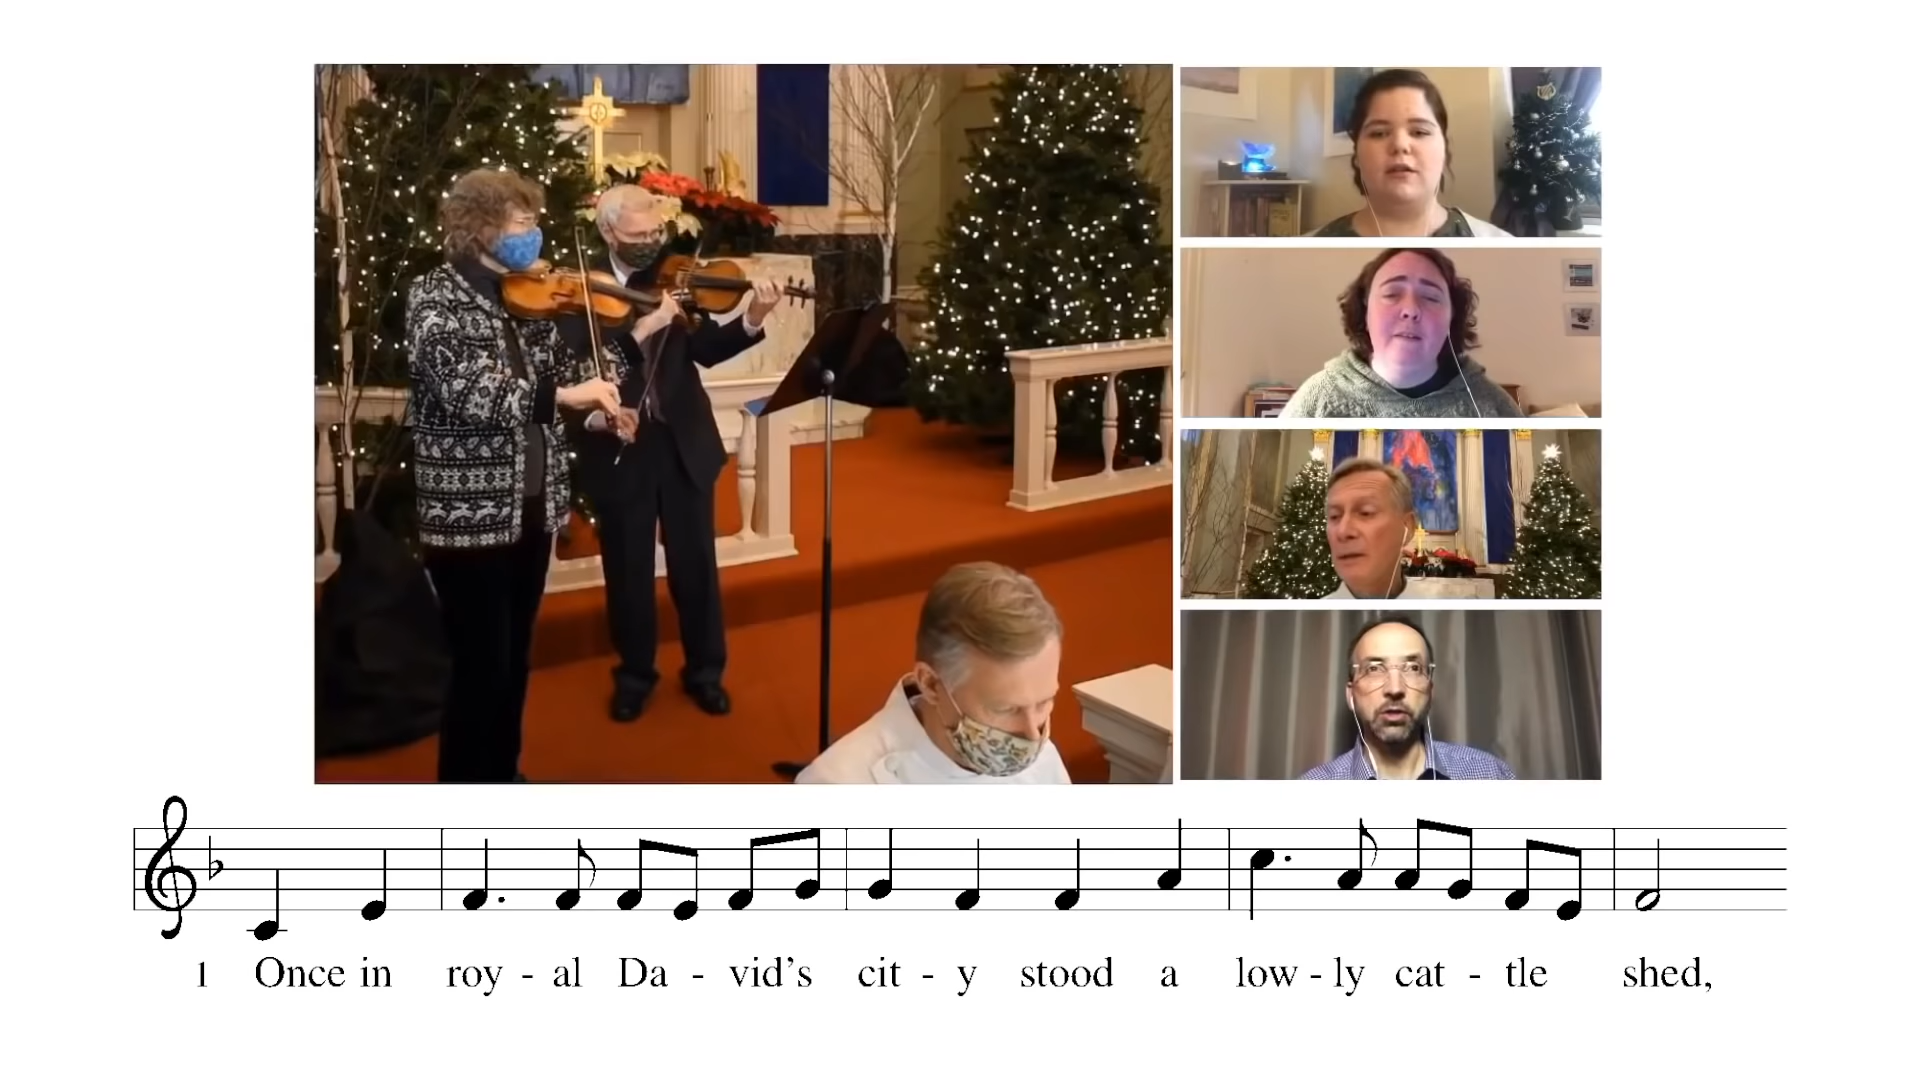 1 Once in roy - al Da - vid's cit - y stood a low - ly cat - tle shed,